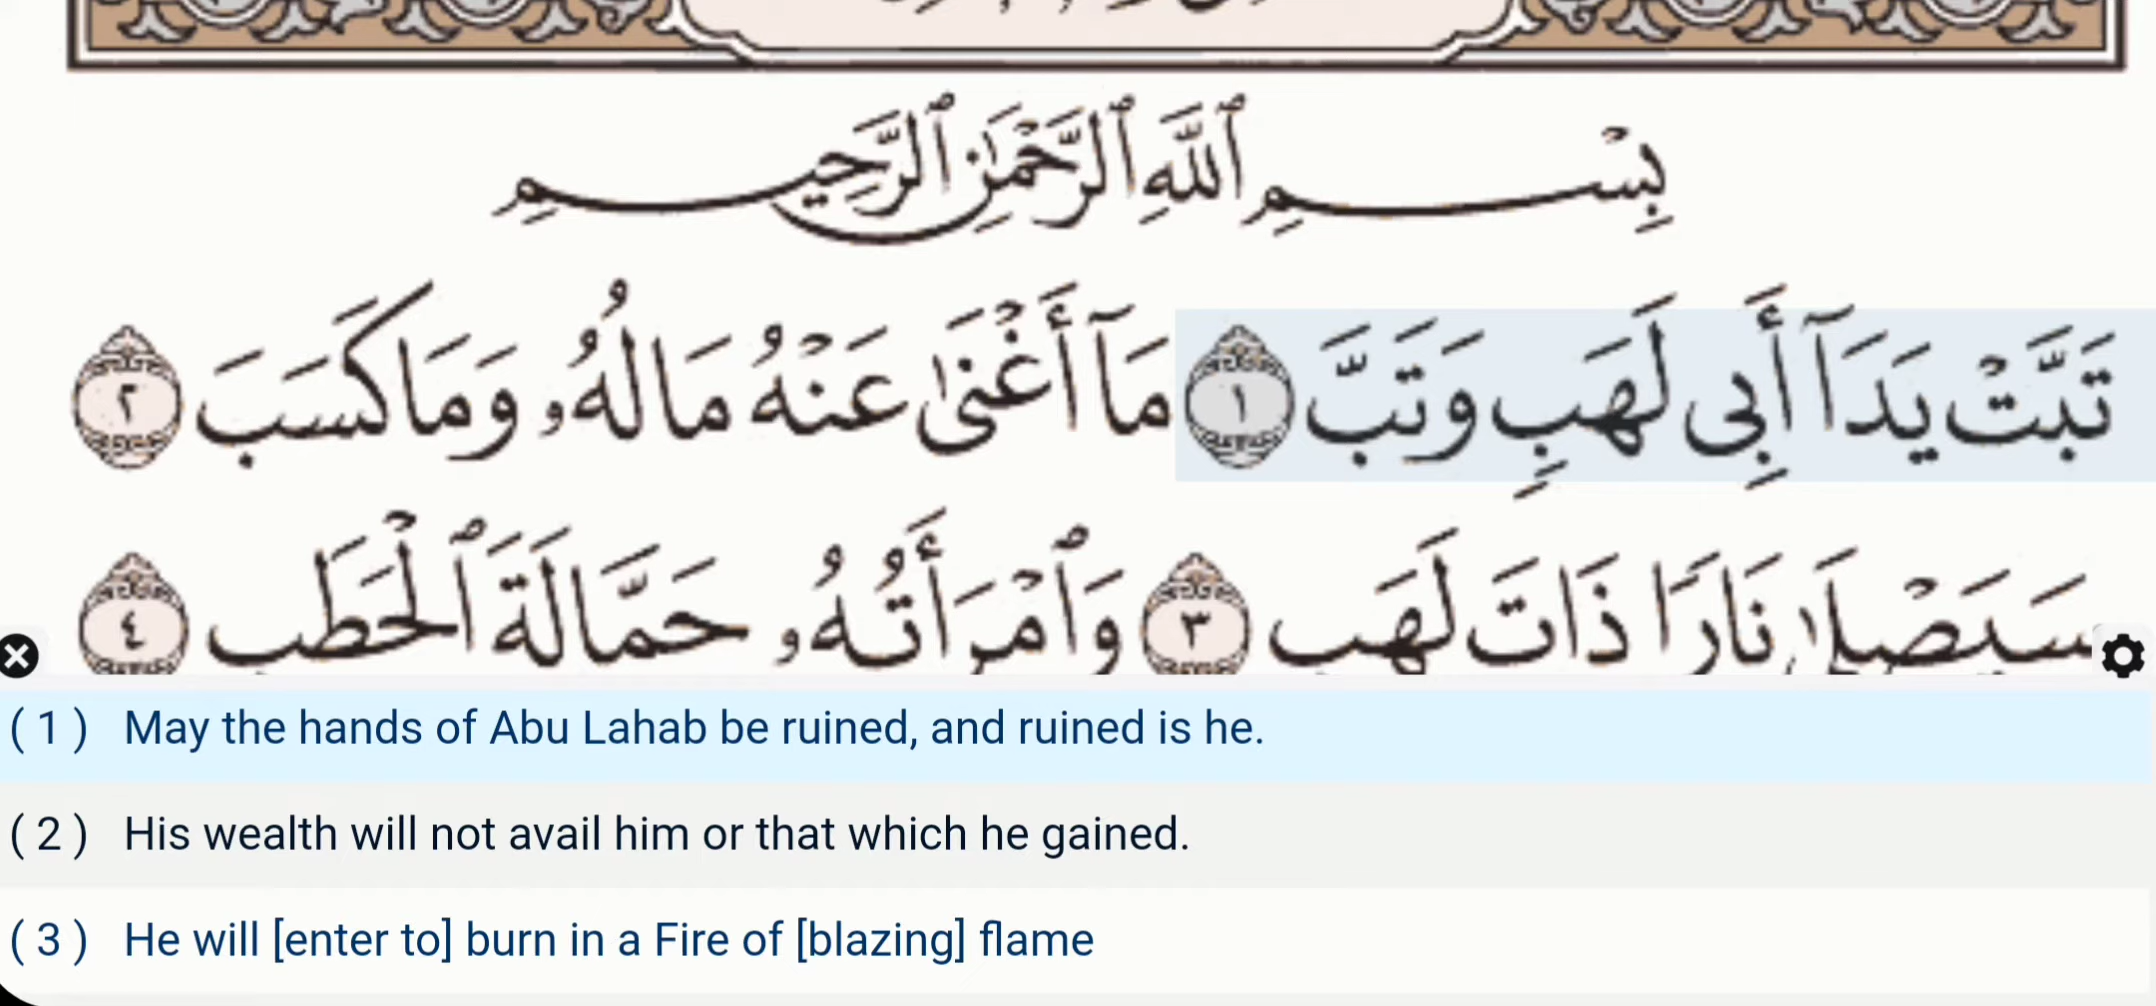 بِسْمِ ٱللَّهِ ٱلرَّحْمَٰنِ ٱلرَّحِيمِ
تَبَّتْ يَدَآ أَبِى لَهَبٍ وَتَبَّ ١ مَآ أَغْنَىٰ عَنْهُ مَالُهُۥ وَمَا كَسَبَ ٢
سَيَصْلَىٰ نَارًا ذَاتَ لَهَبٍ ٣ وَٱمْرَأَتُهُۥ حَمَّالَةَ ٱلْحَطَبِ ٤
( 1 ) May the hands of Abu Lahab be ruined, and ruined is he.
( 2 ) His wealth will not avail him or that which he gained.
( 3 ) He will [enter to] burn in a Fire of [blazing] flame